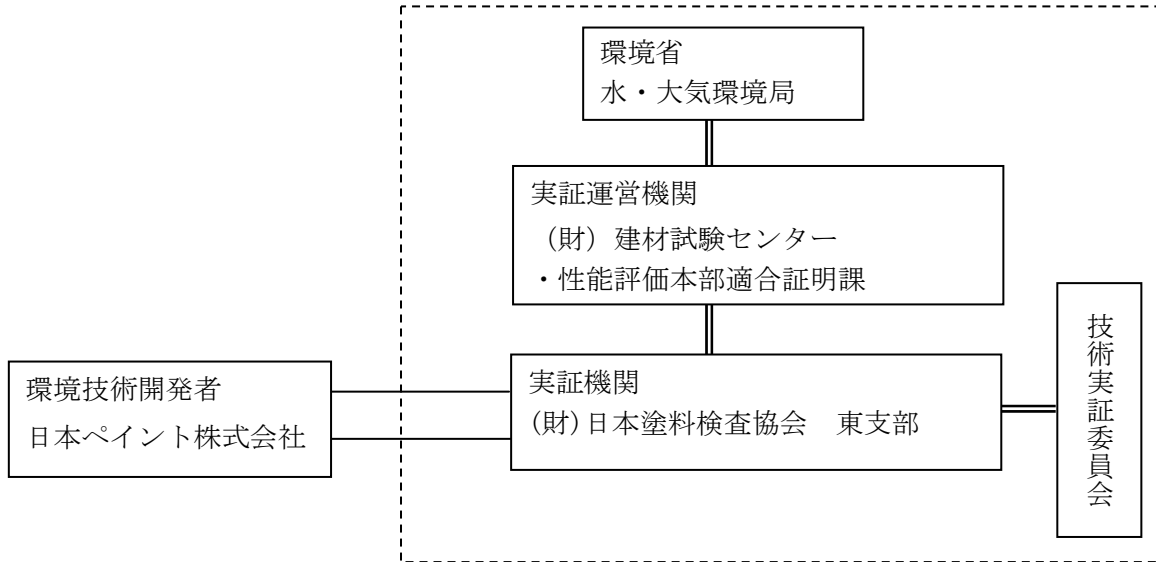 環境省
水・大気環境局
実証運営機関
（財）建材試験センター
・性能評価本部適合証明課
技術実証委員会
環境技術開発者
日本ペイント株式会社
実証機関
(財)日本塗料検査協会　東支部